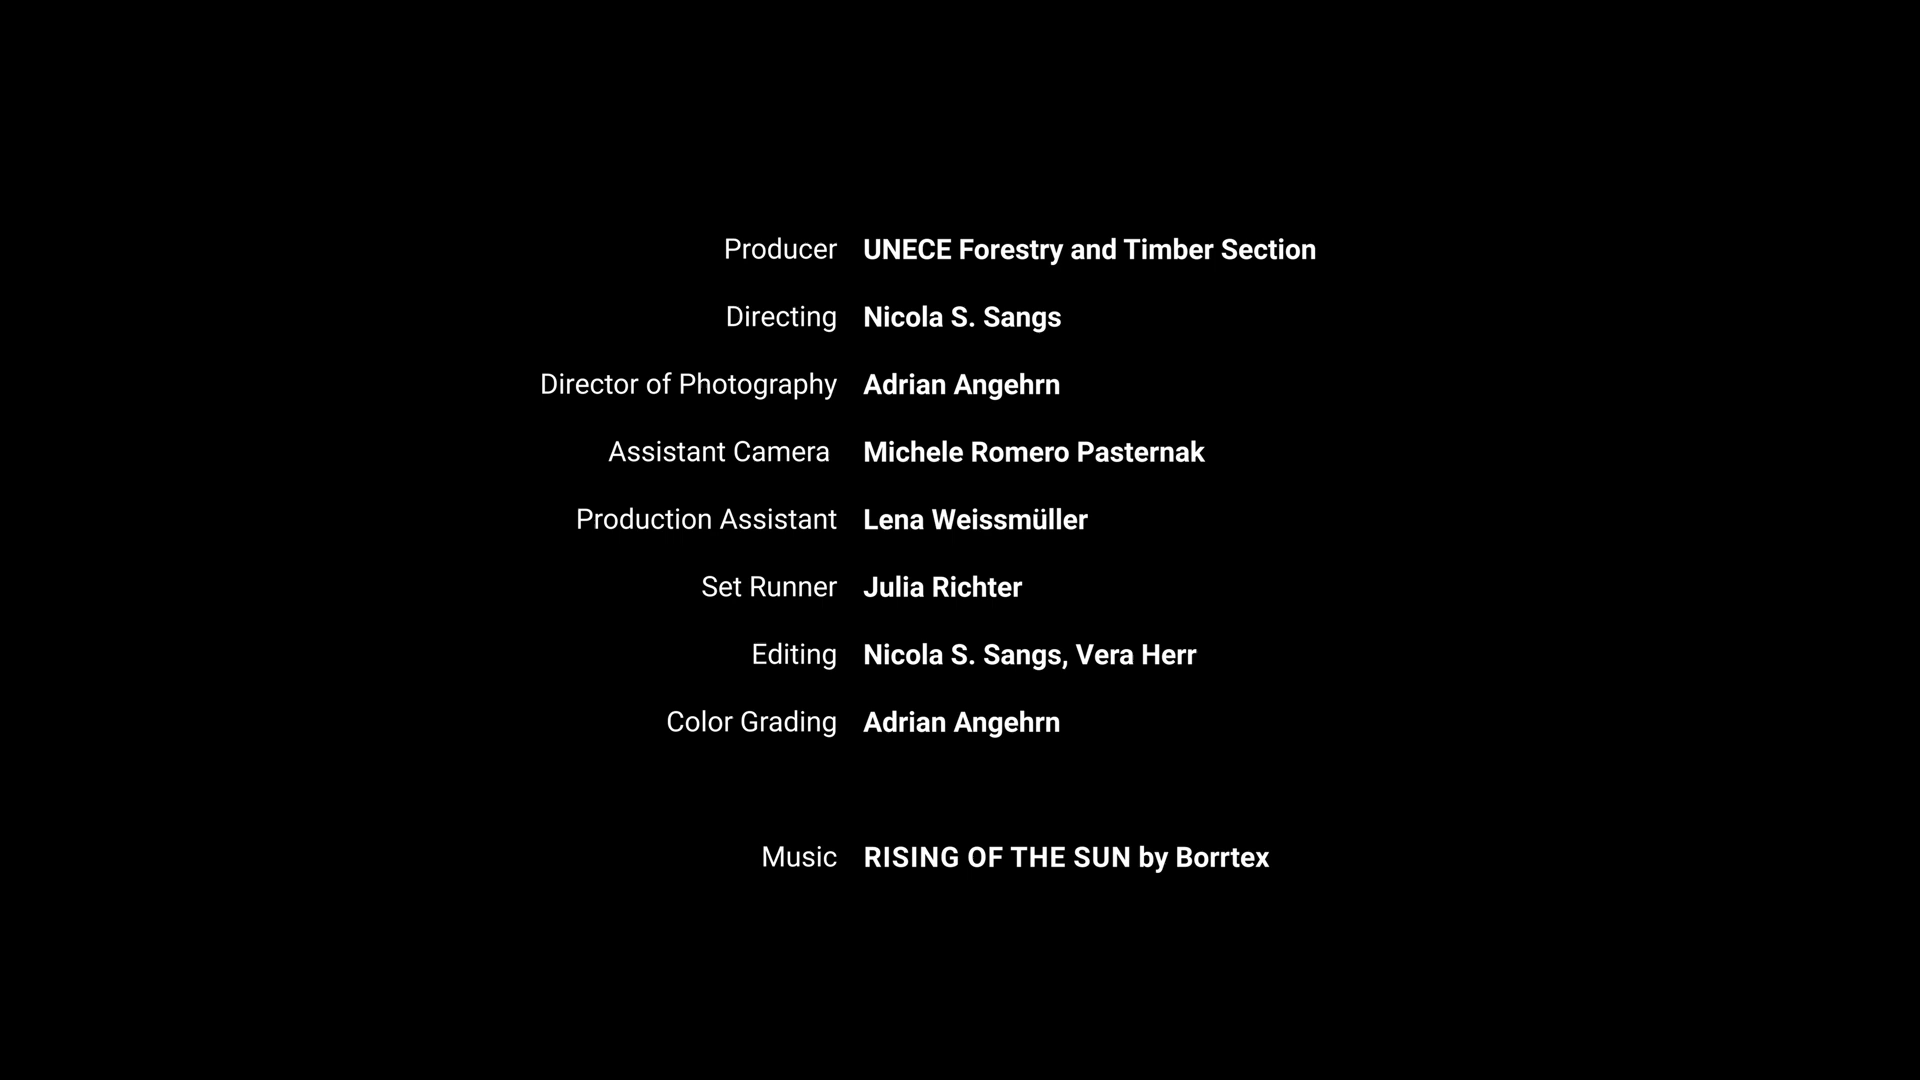 Producer UNECE Forestry and Timber Section
Directing Nicola S. Sangs
Director of Photography Adrian Angehrn
Assistant Camera Michele Romero Pasternak
Production Assistant Lena Weissmüller
Set Runner Julia Richter
Editing Nicola S. Sangs, Vera Herr
Color Grading Adrian Angehrn
Music RISING OF THE SUN by Borrtex